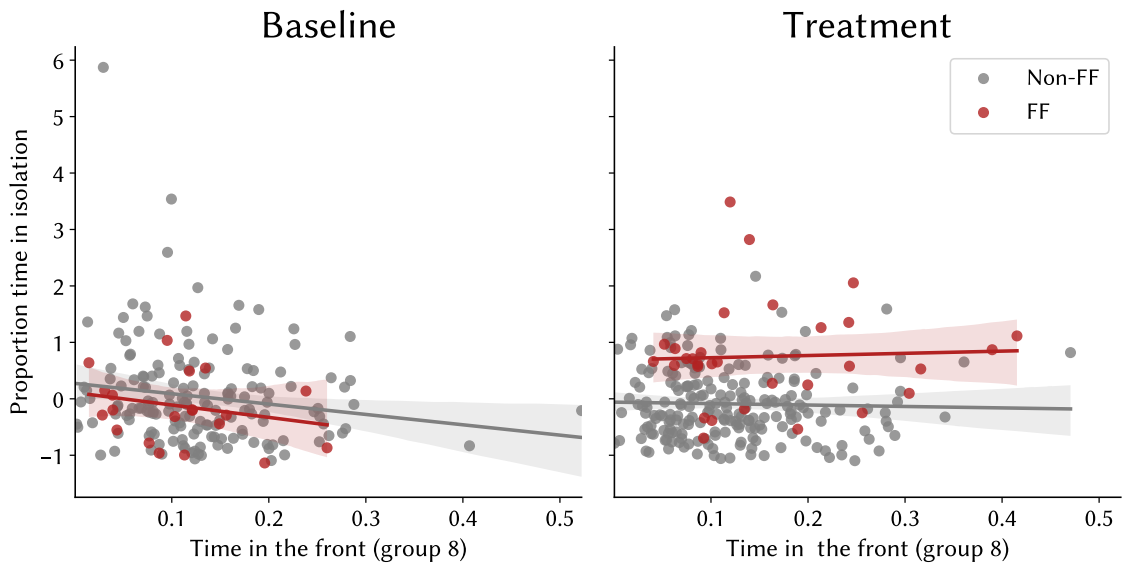 Baseline
Treatment
Proportion time in isolation
6
5
4
3
2
1
0
−1
0.1 0.2 0.3 0.4 0.5
Time in the front (group 8)
Non-FF
FF
0.1 0.2 0.3 0.4 0.5
Time in  the front (group 8)